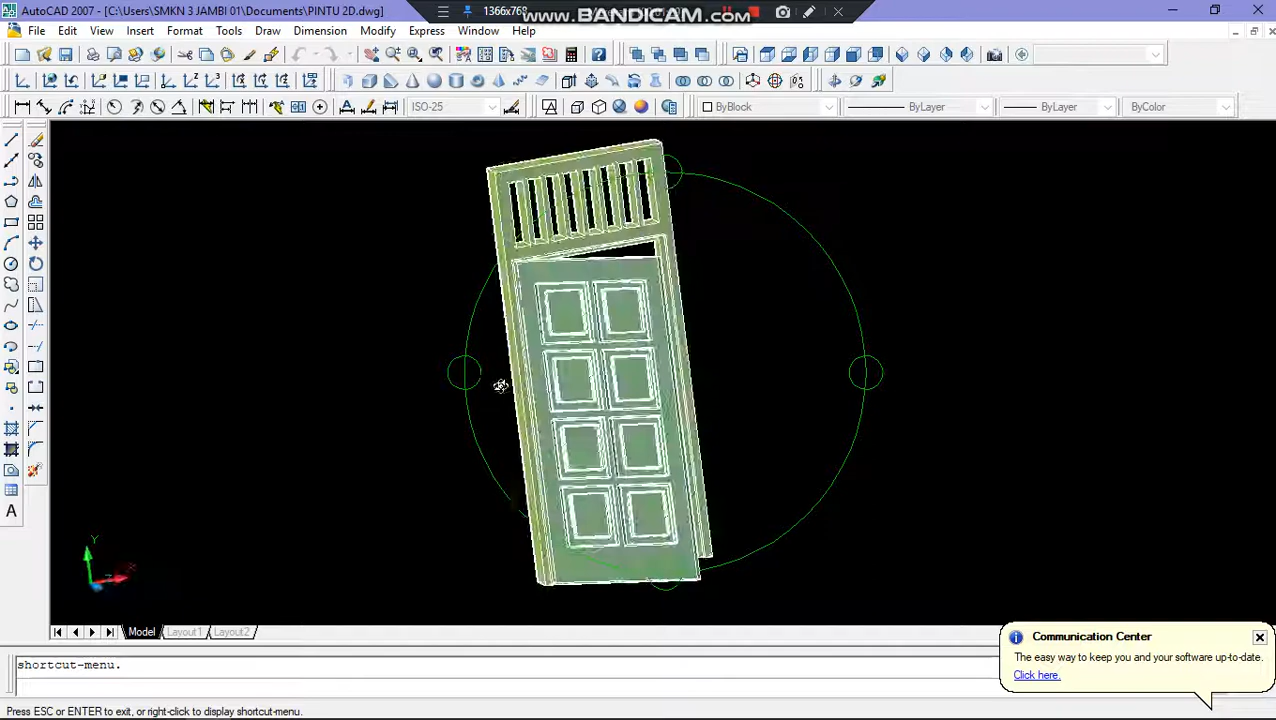 AutoCAD 2007 - [C:\Users\SMKN 3 JAMBI 01\Documents\PINTU 2D.dwg]
1366x768
www.BANDICAM.com
File Edit View Insert Format Tools Draw Dimension Modify Express Window Help
ISO-25
ByBlock
ByLayer
ByLayer
ByColor
A
Y
Model Layout1 Layout2
Communication Center
The easy way to keep you and your software up-to-date.
Click here.
shortcut-menu.
Press ESC or ENTER to exit, or right-click to display shortcut-menu.